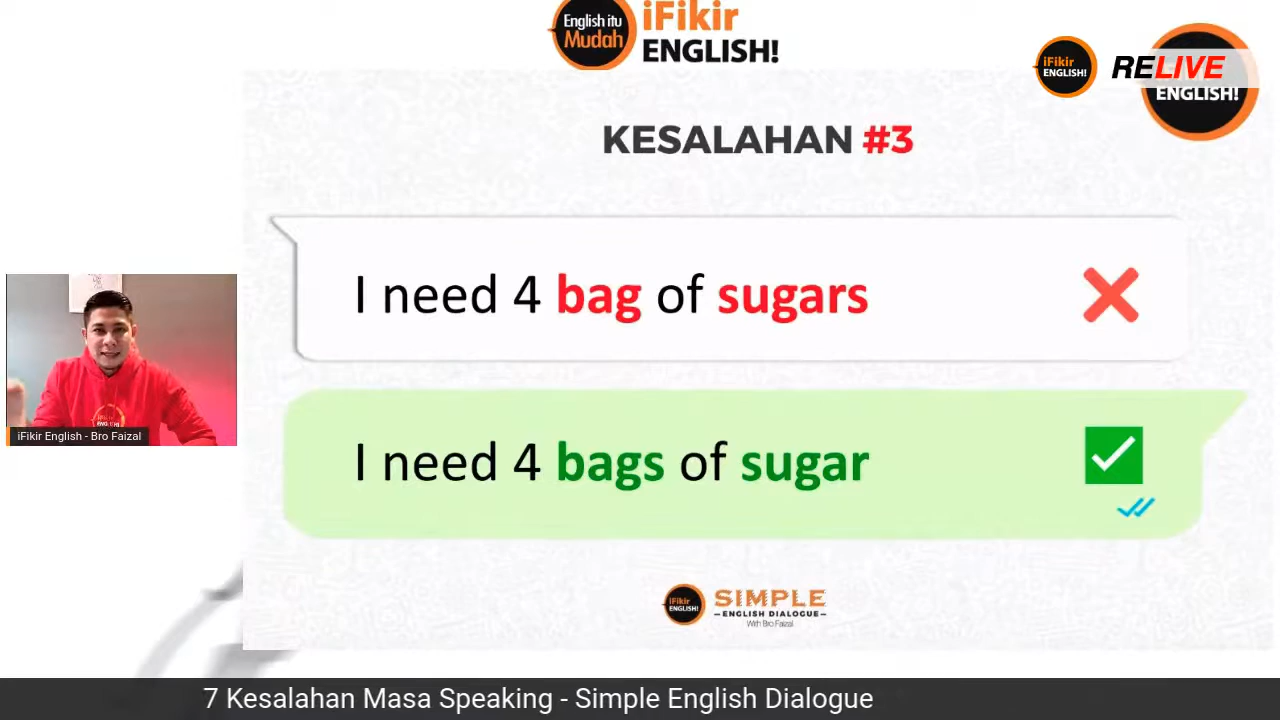 English itu
Mudah
iFikir
ENGLISH!
iFikir
ENGLISH!
RELIVE
ENGLISH!
KESALAHAN #3
I need 4 bag of sugars
I need 4 bags of sugar
iFikir English - Bro Faizal
iFikir
ENGLISH!
SIMPLE
ENGLISH DIALOGUE
With Bro Faizal
7 Kesalahan Masa Speaking - Simple English Dialogue